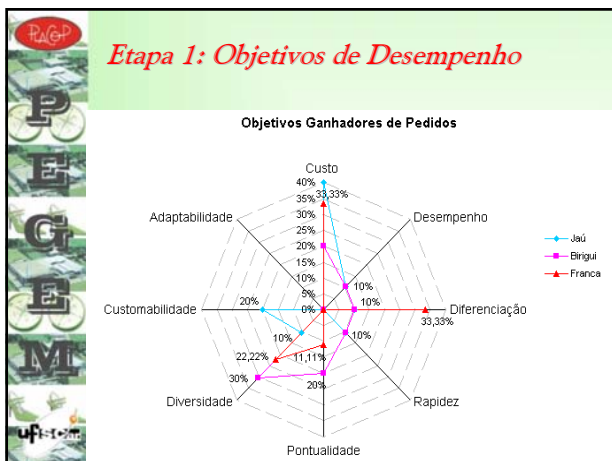 PLACOP
Etapa 1: Objetivos de Desempenho
P
E
G
E
M
ufscar
Objetivos Ganhadores de Pedidos
Custo
40%
33,33%
35%
30%
25%
20%
15%
10%
5%
0%
Adaptabilidade
Desempenho
10%
Customabilidade
20%
10%
Diferenciação
33,33%
10%
10%
22,22%
11,11%
30%
20%
Diversidade
Rapidez
Pontualidade
Jaú
Birigui
Franca